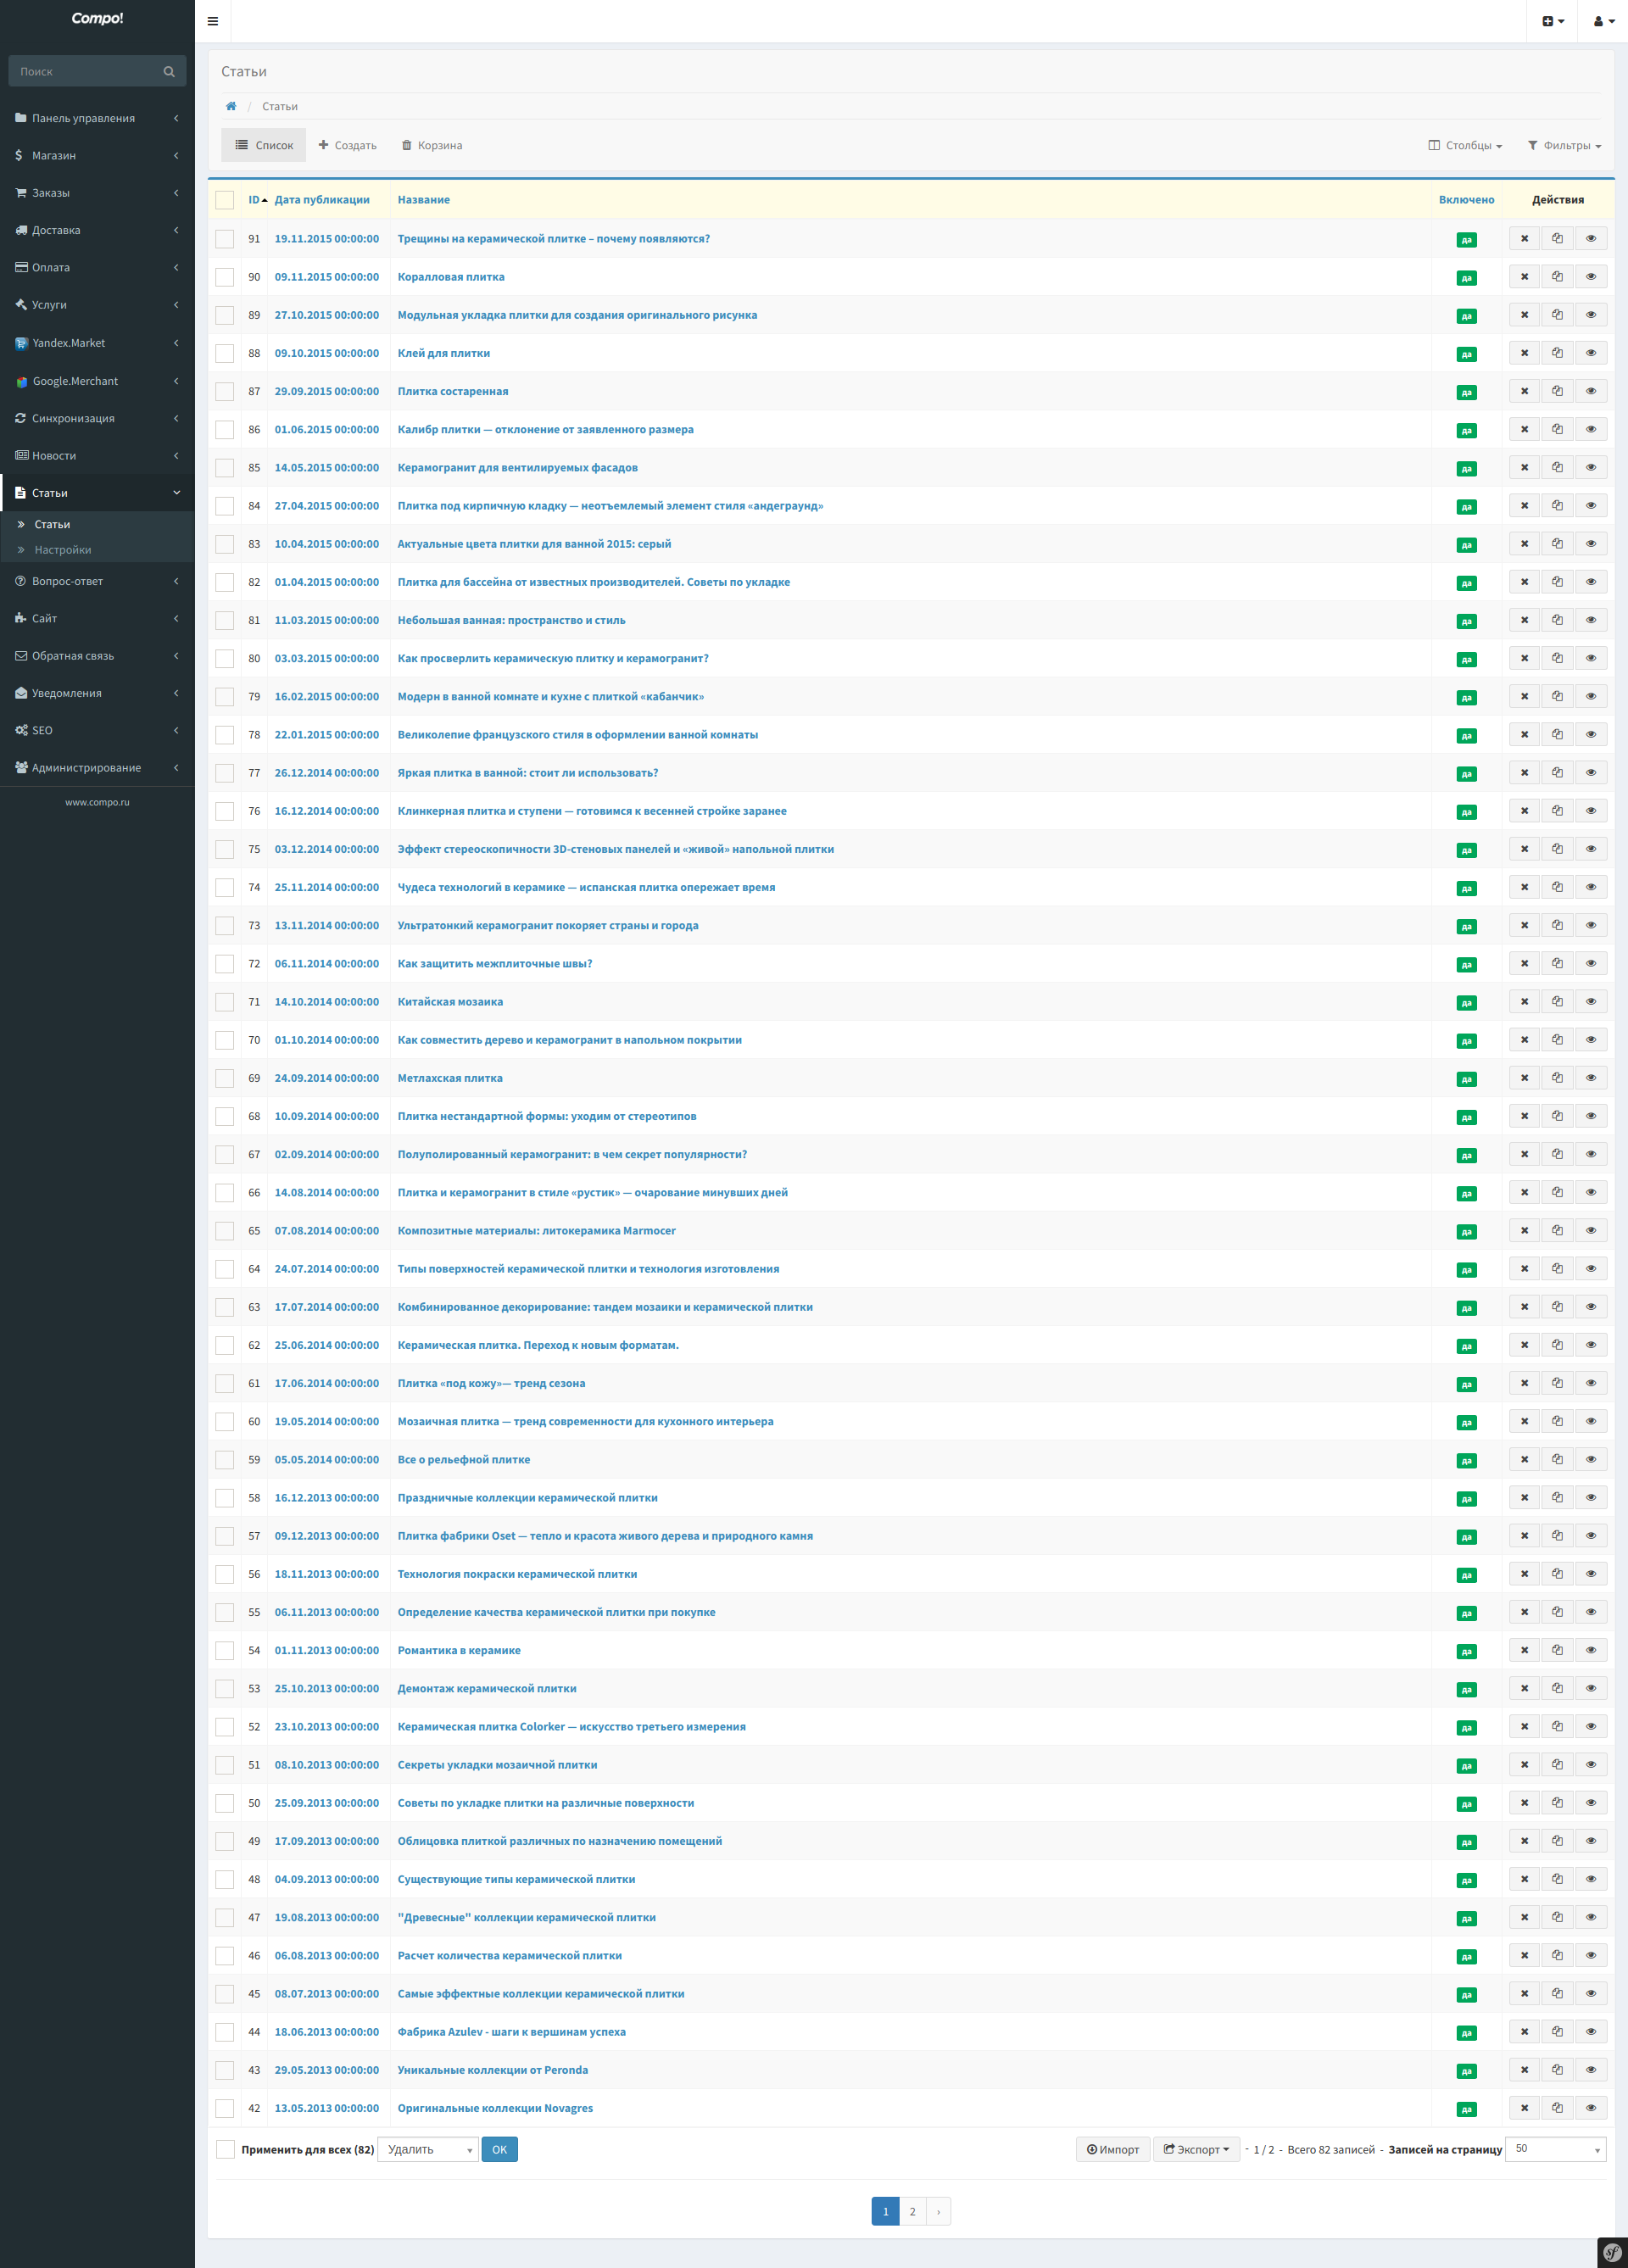 Compo!
Поиск
Панель управления
Магазин
Заказы
Доставка
Оплата
Услуги
Yandex.Market
Google.Merchant
Синхронизация
Новости
Статьи
Статьи
Настройки
Вопрос-ответ
Сайт
Обратная связь
Уведомления
SEO
Администрирование
www.compo.ru
Статьи
/ Статьи
Список Создать Корзина Столбцы Фильтры
ID Дата публикации Название Включено Действия
91 19.11.2015 00:00:00 Трещины на керамической плитке – почему появляются? да
90 09.11.2015 00:00:00 Коралловая плитка да
89 27.10.2015 00:00:00 Модульная укладка плитки для создания оригинального рисунка да
88 09.10.2015 00:00:00 Клей для плитки да
87 29.09.2015 00:00:00 Плитка состаренная да
86 01.06.2015 00:00:00 Калибр плитки — отклонение от заявленного размера да
85 14.05.2015 00:00:00 Керамогранит для вентилируемых фасадов да
84 27.04.2015 00:00:00 Плитка под кирпичную кладку — неотъемлемый элемент стиля «андеграунд» да
83 10.04.2015 00:00:00 Актуальные цвета плитки для ванной 2015: серый да
82 01.04.2015 00:00:00 Плитка для бассейна от известных производителей. Советы по укладке да
81 11.03.2015 00:00:00 Небольшая ванная: пространство и стиль да
80 03.03.2015 00:00:00 Как просверлить керамическую плитку и керамогранит? да
79 16.02.2015 00:00:00 Модерн в ванной комнате и кухне с плиткой «кабанчик» да
78 22.01.2015 00:00:00 Великолепие французского стиля в оформлении ванной комнаты да
77 26.12.2014 00:00:00 Яркая плитка в ванной: стоит ли использовать? да
76 16.12.2014 00:00:00 Клинкерная плитка и ступени — готовимся к весенней стройке заранее да
75 03.12.2014 00:00:00 Эффект стереоскопичности 3D-стеновых панелей и «живой» напольной плитки да
74 25.11.2014 00:00:00 Чудеса технологий в керамике — испанская плитка опережает время да
73 13.11.2014 00:00:00 Ультратонкий керамогранит покоряет страны и города да
72 06.11.2014 00:00:00 Как защитить межплиточные швы? да
71 14.10.2014 00:00:00 Китайская мозаика да
70 01.10.2014 00:00:00 Как совместить дерево и керамогранит в напольном покрытии да
69 24.09.2014 00:00:00 Метлахская плитка да
68 10.09.2014 00:00:00 Плитка нестандартной формы: уходим от стереотипов да
67 02.09.2014 00:00:00 Полуполированный керамогранит: в чем секрет популярности? да
66 14.08.2014 00:00:00 Плитка и керамогранит в стиле «рустик» — очарование минувших дней да
65 07.08.2014 00:00:00 Композитные материалы: литокерамика Marmocer да
64 24.07.2014 00:00:00 Типы поверхностей керамической плитки и технология изготовления да
63 17.07.2014 00:00:00 Комбинированное декорирование: тандем мозаики и керамической плитки да
62 25.06.2014 00:00:00 Керамическая плитка. Переход к новым форматам. да
61 17.06.2014 00:00:00 Плитка «под кожу»— тренд сезона да
60 19.05.2014 00:00:00 Мозаичная плитка — тренд современности для кухонного интерьера да
59 05.05.2014 00:00:00 Все о рельефной плитке да
58 16.12.2013 00:00:00 Праздничные коллекции керамической плитки да
57 09.12.2013 00:00:00 Плитка фабрики Oset — тепло и красота живого дерева и природного камня да
56 18.11.2013 00:00:00 Технология покраски керамической плитки да
55 06.11.2013 00:00:00 Определение качества керамической плитки при покупке да
54 01.11.2013 00:00:00 Романтика в керамике да
53 25.10.2013 00:00:00 Демонтаж керамической плитки да
52 23.10.2013 00:00:00 Керамическая плитка Colorker — искусство третьего измерения да
51 08.10.2013 00:00:00 Секреты укладки мозаичной плитки да
50 25.09.2013 00:00:00 Советы по укладке плитки на различные поверхности да
49 17.09.2013 00:00:00 Облицовка плиткой различных по назначению помещений да
48 04.09.2013 00:00:00 Существующие типы керамической плитки да
47 19.08.2013 00:00:00 "Древесные" коллекции керамической плитки да
46 06.08.2013 00:00:00 Расчет количества керамической плитки да
45 08.07.2013 00:00:00 Самые эффектные коллекции керамической плитки да
44 18.06.2013 00:00:00 Фабрика Azulev - шаги к вершинам успеха да
43 29.05.2013 00:00:00 Уникальные коллекции от Peronda да
42 13.05.2013 00:00:00 Оригинальные коллекции Novagres да
Применить для всех (82) Удалить OK Импорт Экспорт - 1 / 2 - Всего 82 записей - Записей на страницу 50
1 2 ›
sf